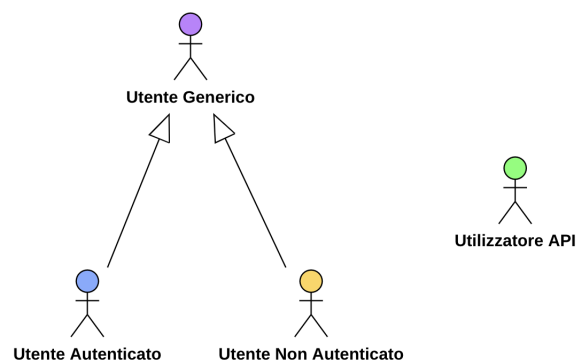 Utente Generico
Utilizzatore API
Utente Autenticato
Utente Non Autenticato